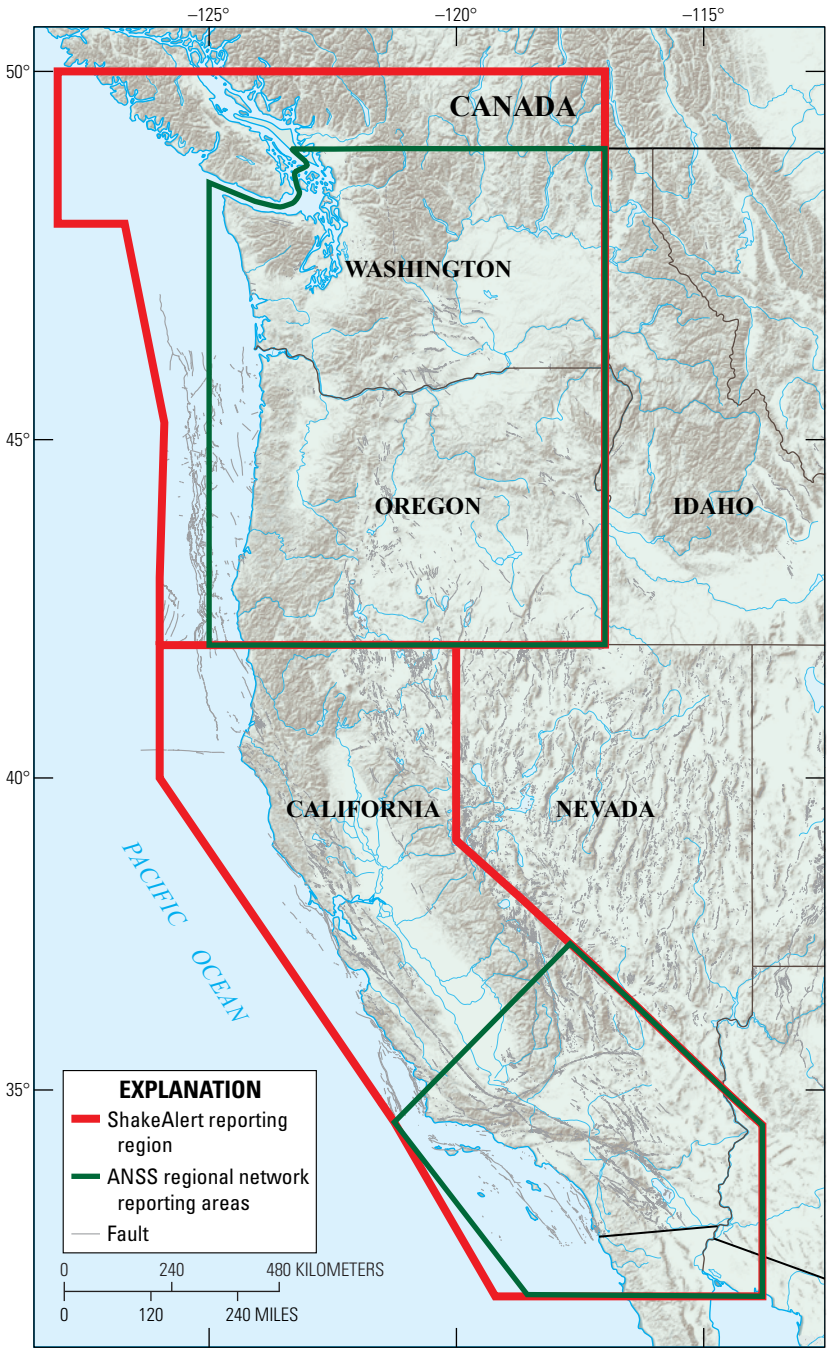 −125° −120° −115°
50°
CANADA
WASHINGTON
45°
OREGON IDAHO
40°
CALIFORNIA NEVADA
PACIFIC OCEAN
35°
EXPLANATION
ShakeAlert reporting
region
ANSS regional network
reporting areas
Fault
0 240 480 KILOMETERS
0 120 240 MILES